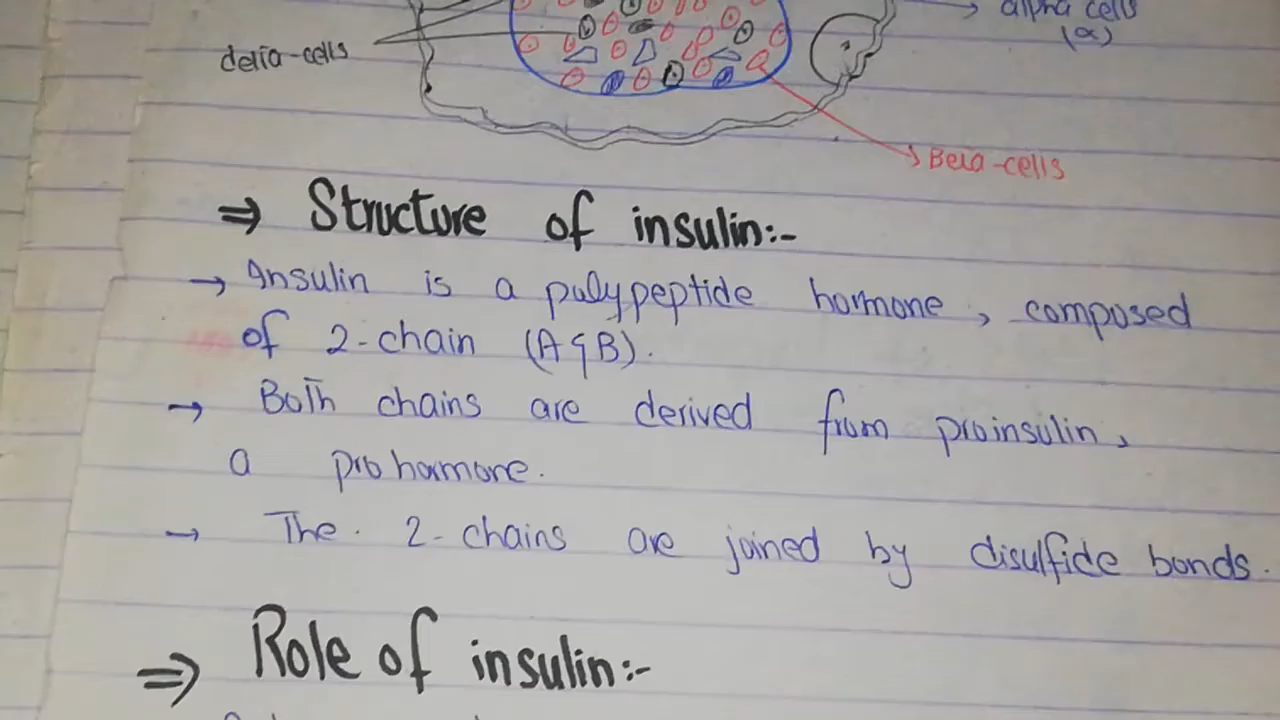 alpha cells
(α)
delta-cells
Beta-cells
⇒ Structure of insulin:-
→ Insulin is a polypeptide hormone, composed
of 2-chain (A & B).
→ Both chains are derived from proinsulin,
a prohormone.
→ The. 2-chains are joined by disulfide bonds.
⇒ Role of insulin:-